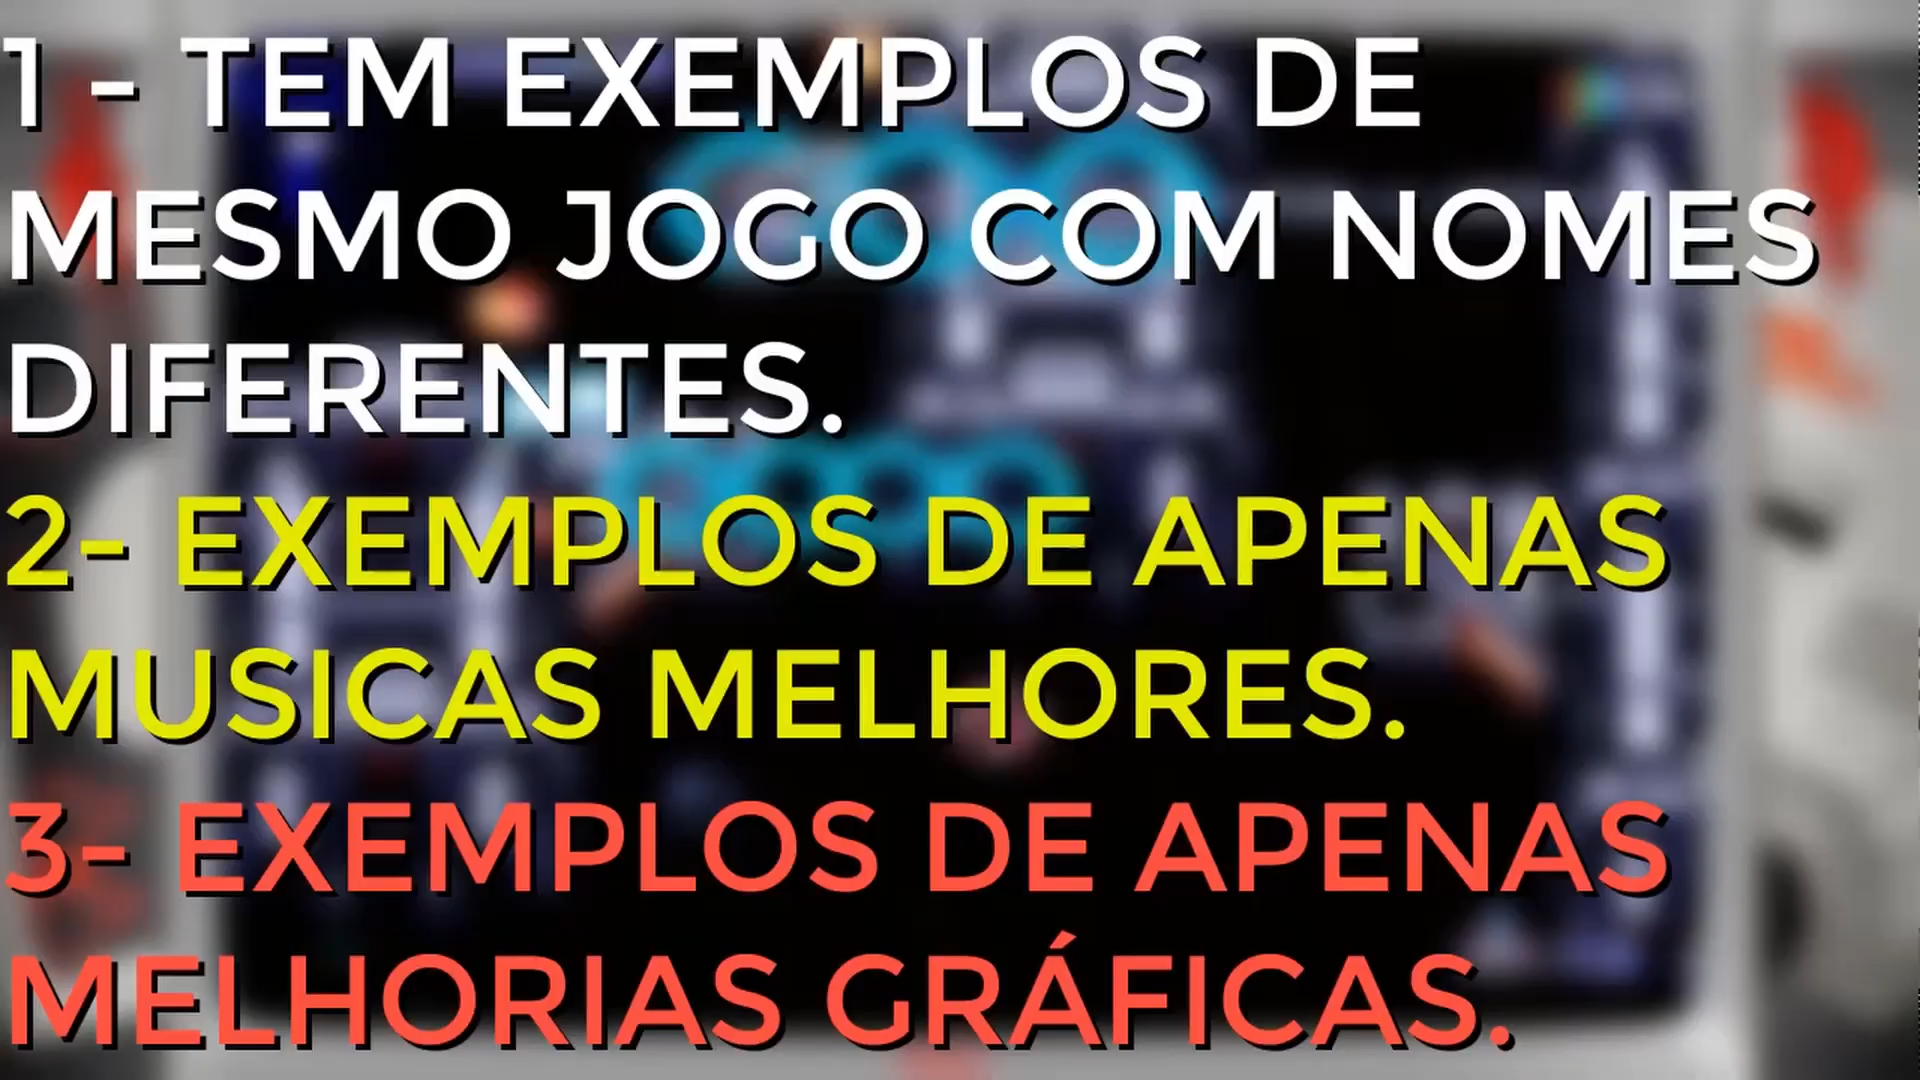 1 - TEM EXEMPLOS DE
MESMO JOGO COM NOMES
DIFERENTES.
2- EXEMPLOS DE APENAS
MUSICAS MELHORES.
3- EXEMPLOS DE APENAS
MELHORIAS GRÁFICAS.